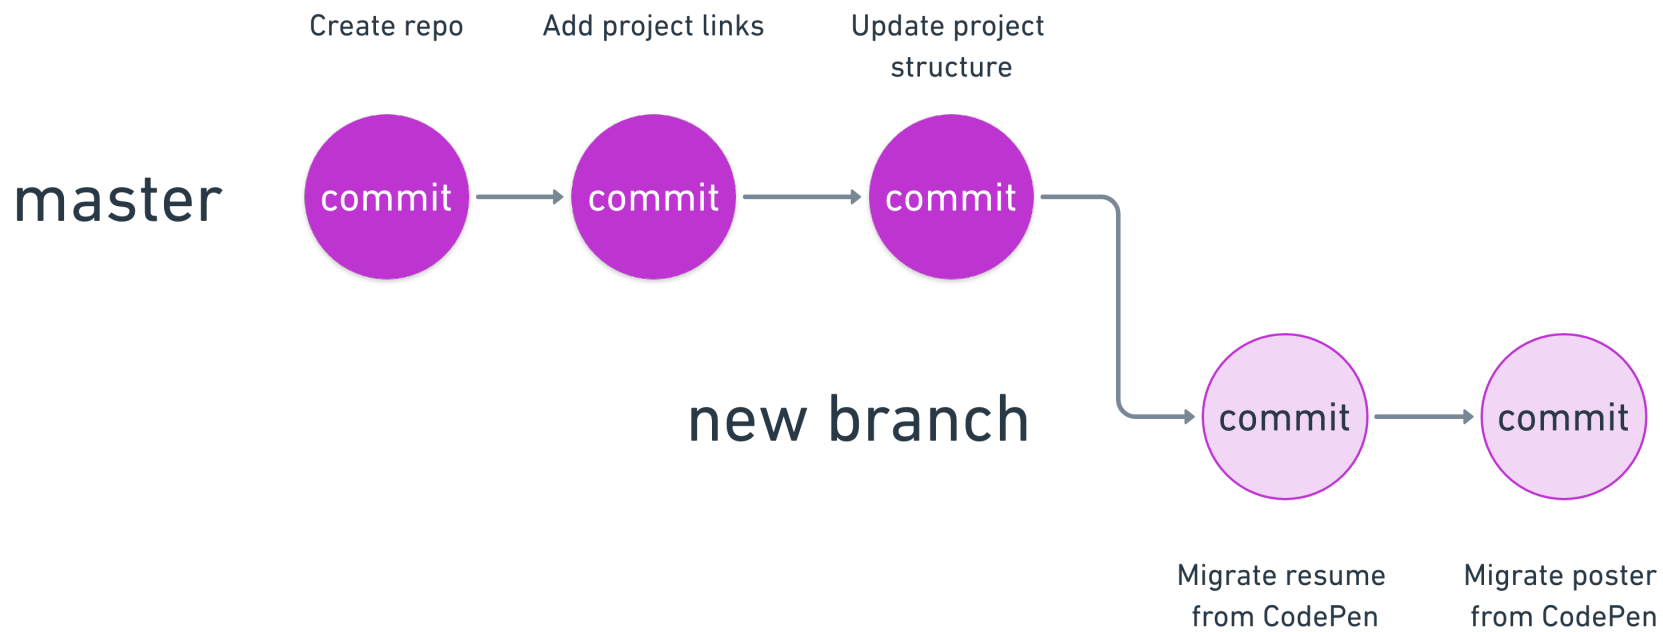 Create repo
Add project links
Update project
structure
master
commit
commit
commit
new branch
commit
commit
Migrate resume
from CodePen
Migrate poster
from CodePen